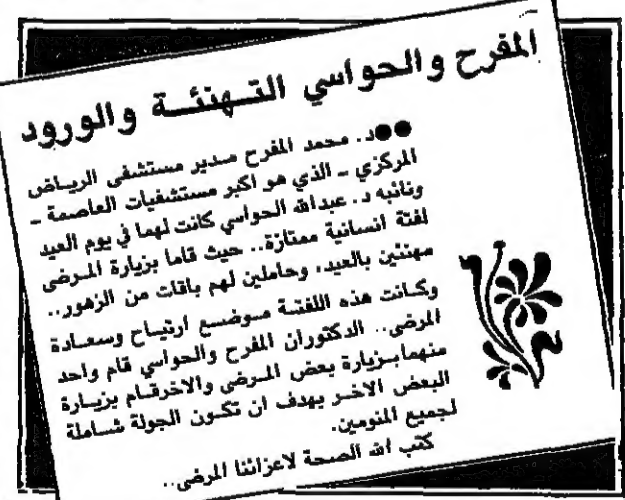 المفرح والحواسي التهنئة والورود
●●د. محمد المفرح مدير مستشفى الرياض
المركزي - الذي هو اكبر مستشفيات العاصمة -
ونائبه د. عبدالله الحواسي كانت لهما في يوم العيد
لفتة انسانية ممتازة.. حيث قاما بزيارة المرضى
مهنئين بالعيد، وحاملين لهم باقات من الزهور..
وكانت هذه اللفتة موضع ارتياح وسعادة
المرضى.. الدكتوران المفرح والحواسي قام واحد
منهما بزيارة بعض المرضى والاخر قام بزيارة
البعض الاخر بهدف ان تكون الجولة شاملة
لجميع المنومين.
كتب الله الصحة لاعزائنا المرضى..